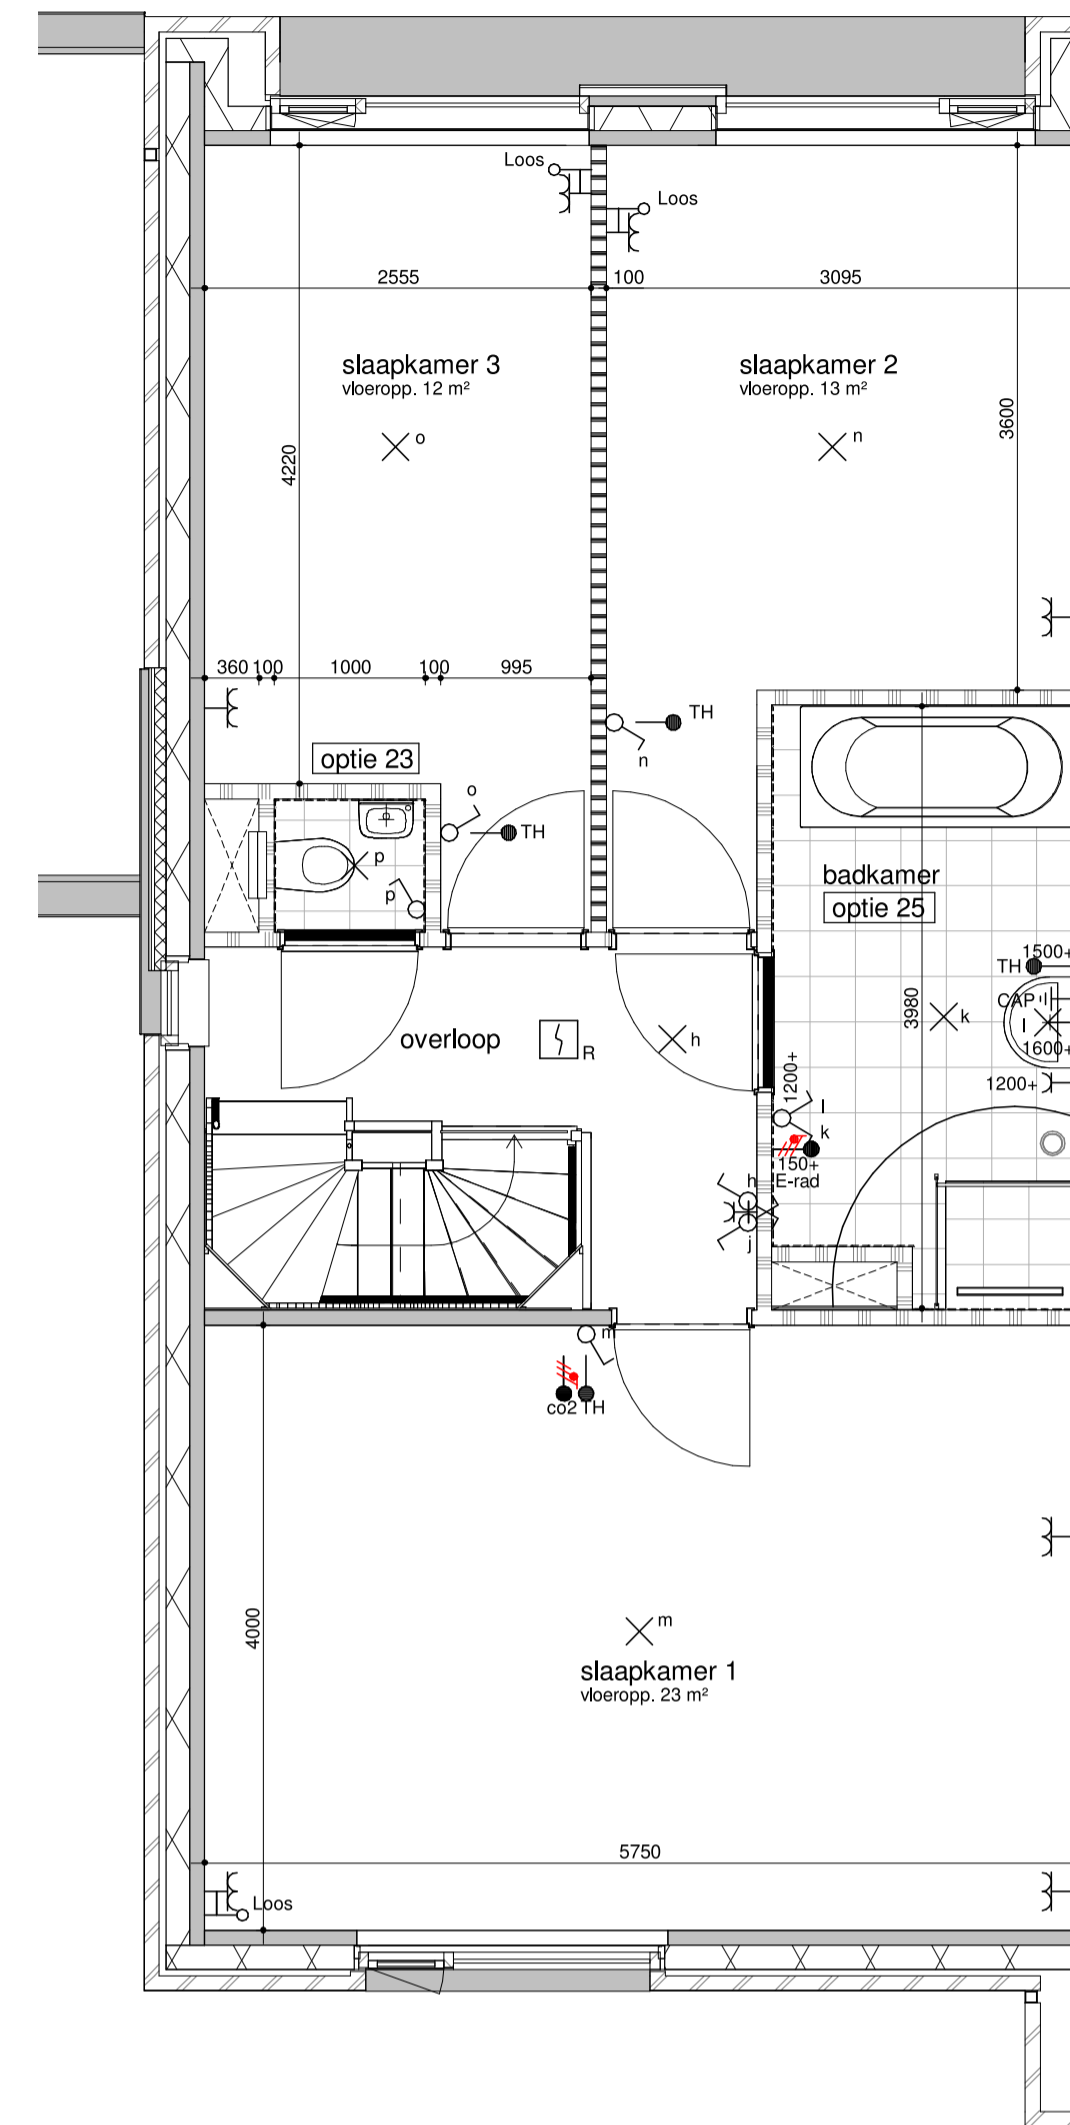 Loos
Loos
2555
100
3095
slaapkamer 3
vloeropp. 12 m²
slaapkamer 2
vloeropp. 13 m²
3600
o
n
4220
360
100
1000
100
995
TH
n
optie 23
o
TH
p
p
badkamer
optie 25
1500+
TH
CAP
3980
k
l
1600+
overloop
R
h
1200+
1200+
l
k
150+
E-rad
h
j
m
co2 TH
4000
m
slaapkamer 1
vloeropp. 23 m²
5750
Loos